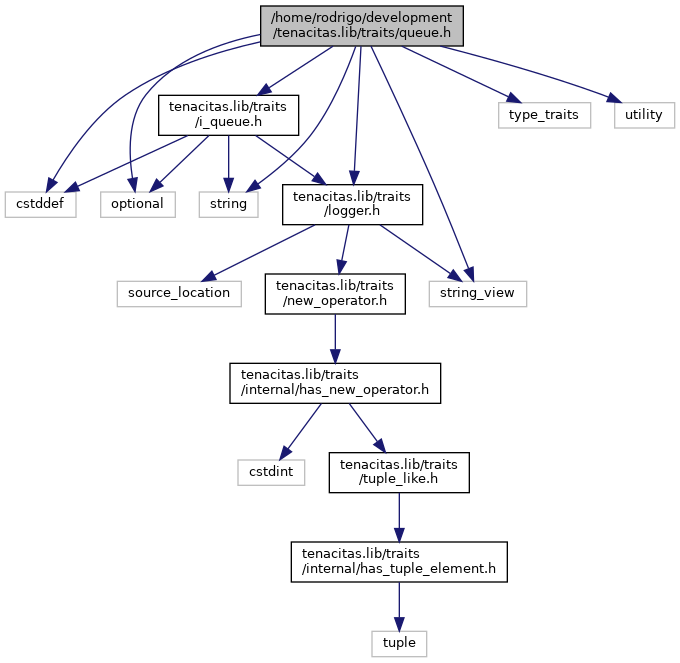 /home/rodrigo/development
/tenacitas.lib/traits/queue.h
tenacitas.lib/traits
/i_queue.h
type_traits
utility
cstddef
optional
string
tenacitas.lib/traits
/logger.h
source_location
tenacitas.lib/traits
/new_operator.h
string_view
tenacitas.lib/traits
/internal/has_new_operator.h
cstdint
tenacitas.lib/traits
/tuple_like.h
tenacitas.lib/traits
/internal/has_tuple_element.h
tuple